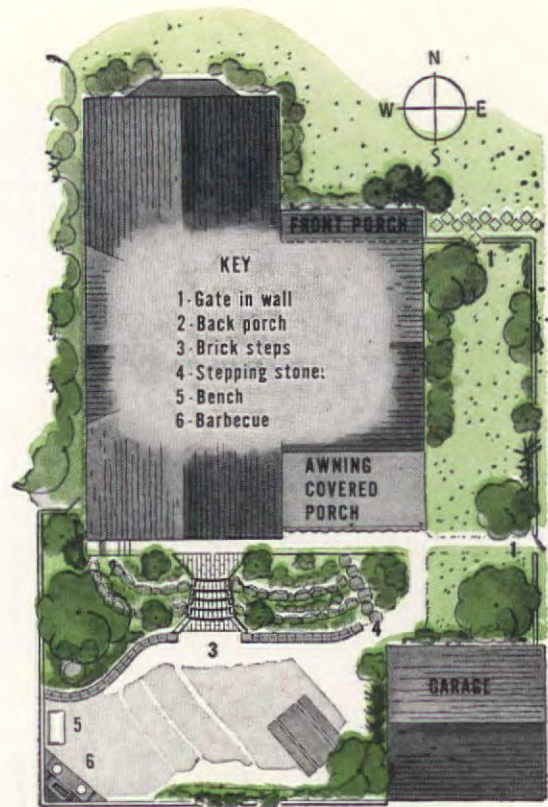 N
W E
S
FRONT PORCH
1
KEY
1-Gate in wall
2-Back porch
3-Brick steps
4-Stepping stones
5-Bench
6-Barbecue
AWNING
COVERED
PORCH
1
4
3
GARAGE
5
6